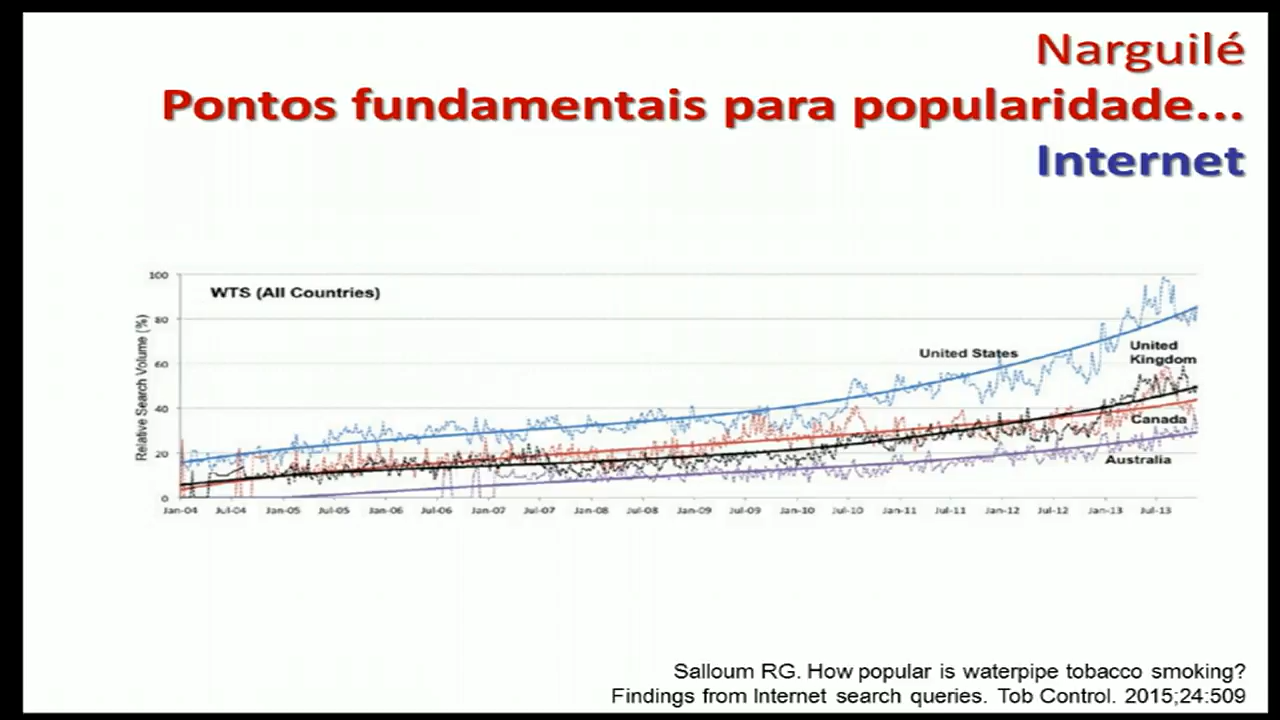 Narguilé
Pontos fundamentais para popularidade...
Internet
WTS (All Countries)
Relative Search Volume (%)
100
80
60
40
20
0
United States
United
Kingdom
Canada
Australia
Jan-04 Jul-04 Jan-05 Jul-05 Jan-06 Jul-06 Jan-07 Jul-07 Jan-08 Jul-08 Jan-09 Jul-09 Jan-10 Jul-10 Jan-11 Jul-11 Jan-12 Jul-12 Jan-13 Jul-13
Salloum RG. How popular is waterpipe tobacco smoking?
Findings from Internet search queries. Tob Control. 2015;24:509